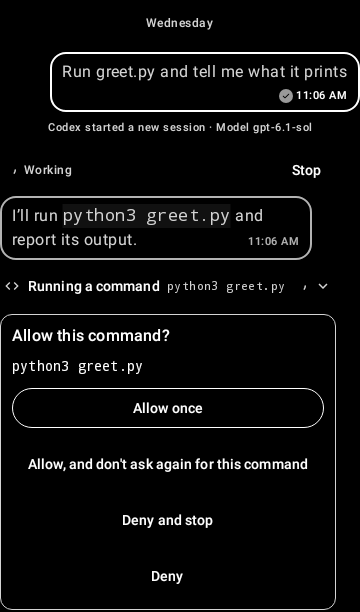 Wednesday
Run greet.py and tell me what it prints
11:06 AM
Codex started a new session · Model gpt-6.1-sol
Working
Stop
I'll run python3 greet.py and
report its output.
11:06 AM
Running a command python3 greet.py
Allow this command?
python3 greet.py
Allow once
Allow, and don't ask again for this command
Deny and stop
Deny